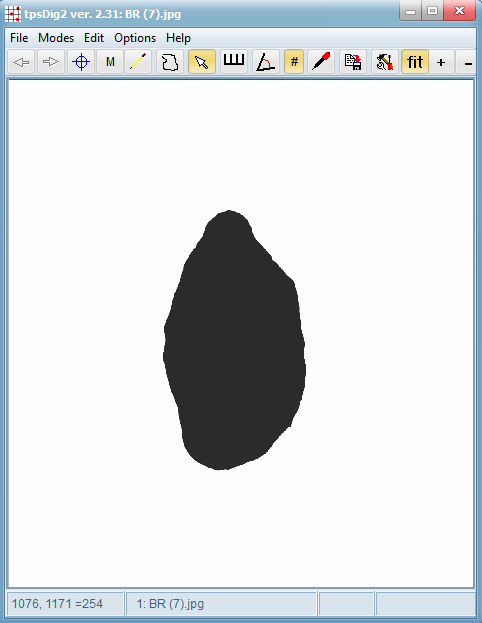 tpsDig2 ver. 2.31: BR (7).jpg
File Modes Edit Options Help
M # fit + -
1076, 1171 =254 1: BR (7).jpg